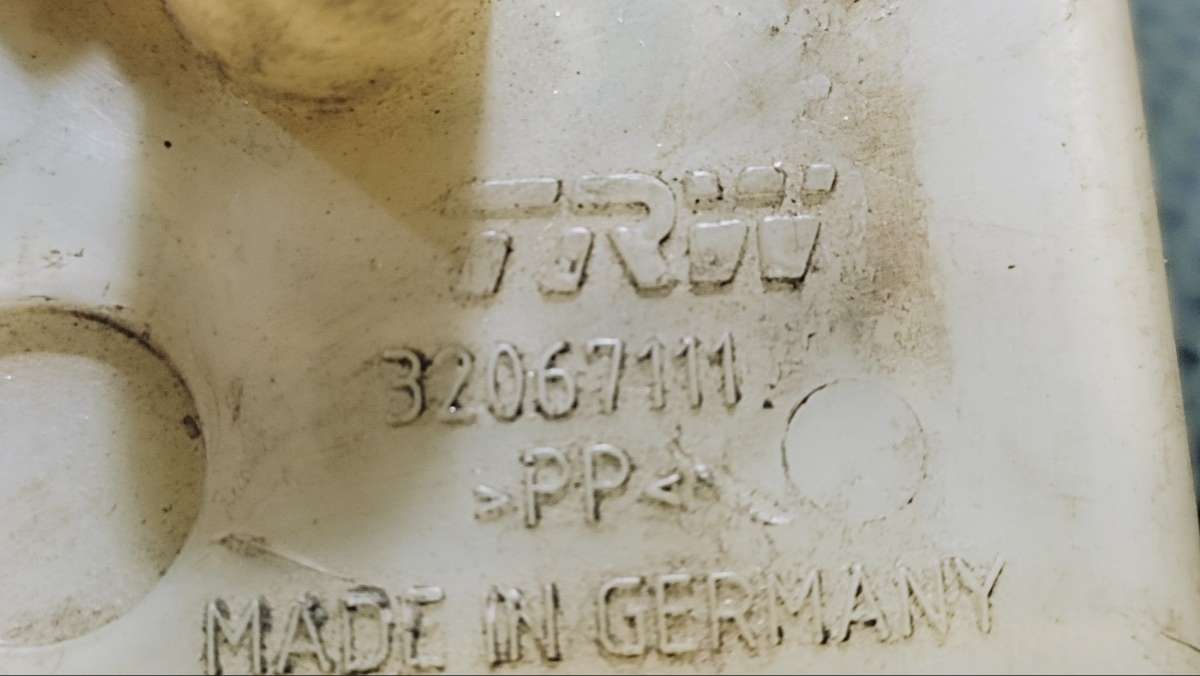 TRW
32067111
>PP<
MADE IN GERMANY